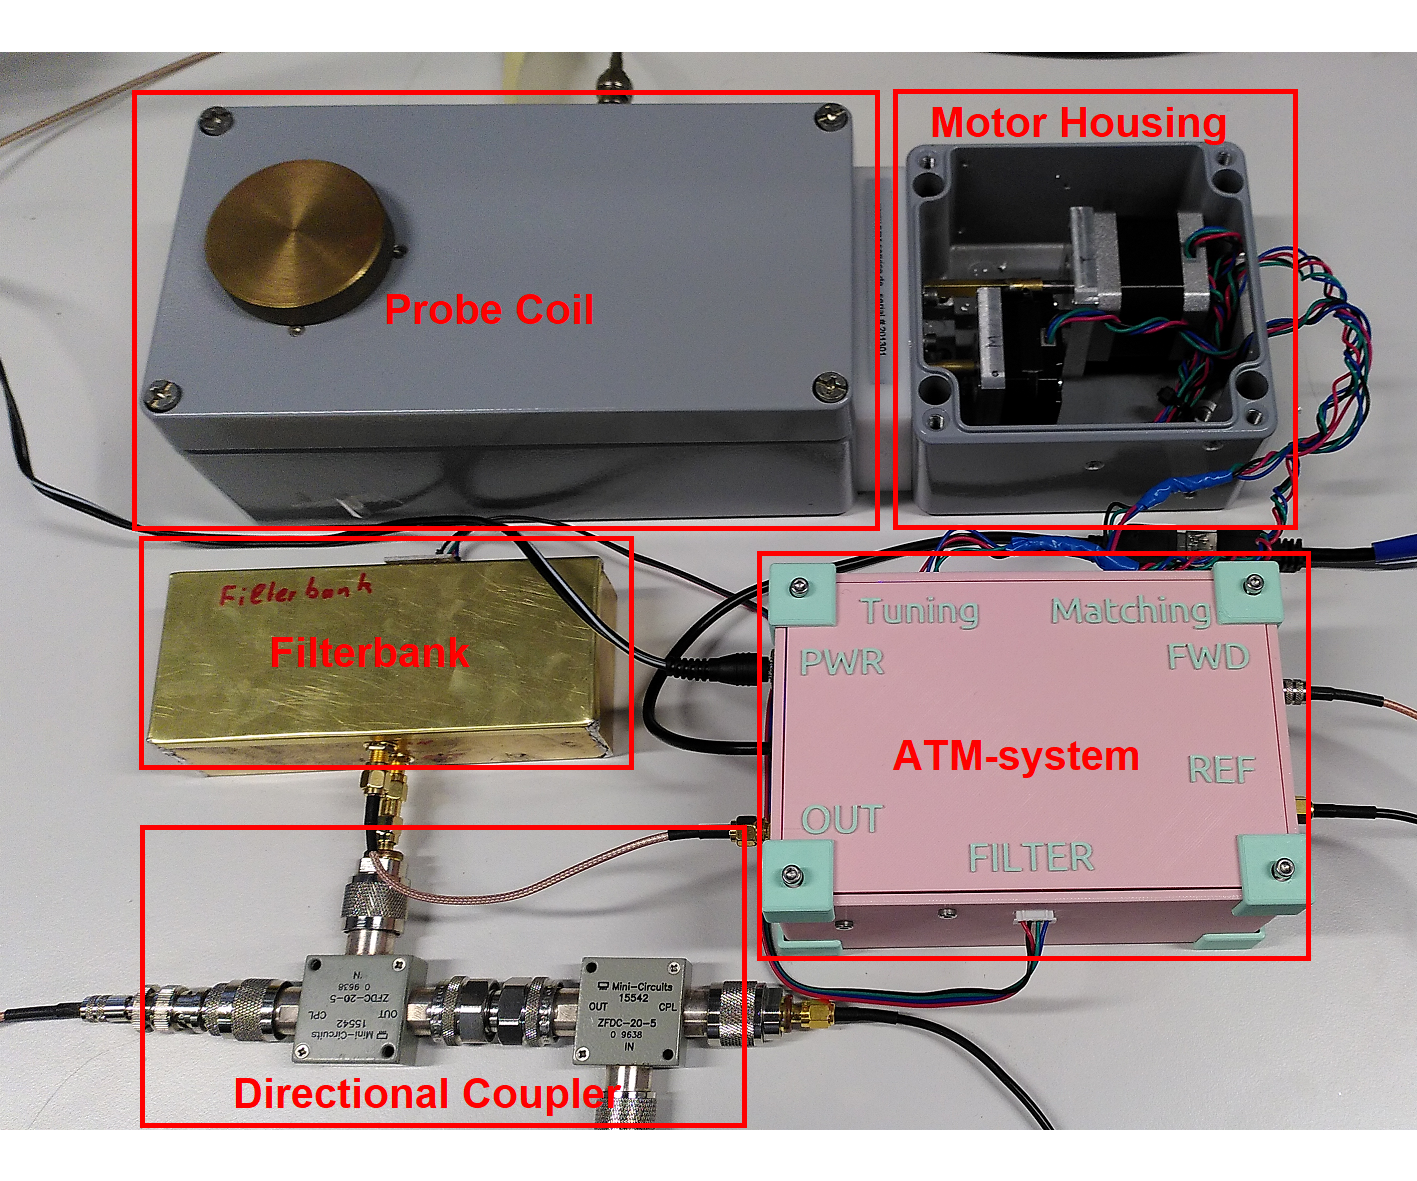 Motor Housing
Probe Coil
Filterbank
Filterbank
Tuning Matching
PWR FWD
ATM-system
REF
OUT
FILTER
Mini-Circuits
15542
OUT CPL
ZFDC-20-5
0 9638
IN
Mini-Circuits
15542
CPL OUT
ZFDC-20-5
0 9638
IN
Directional Coupler